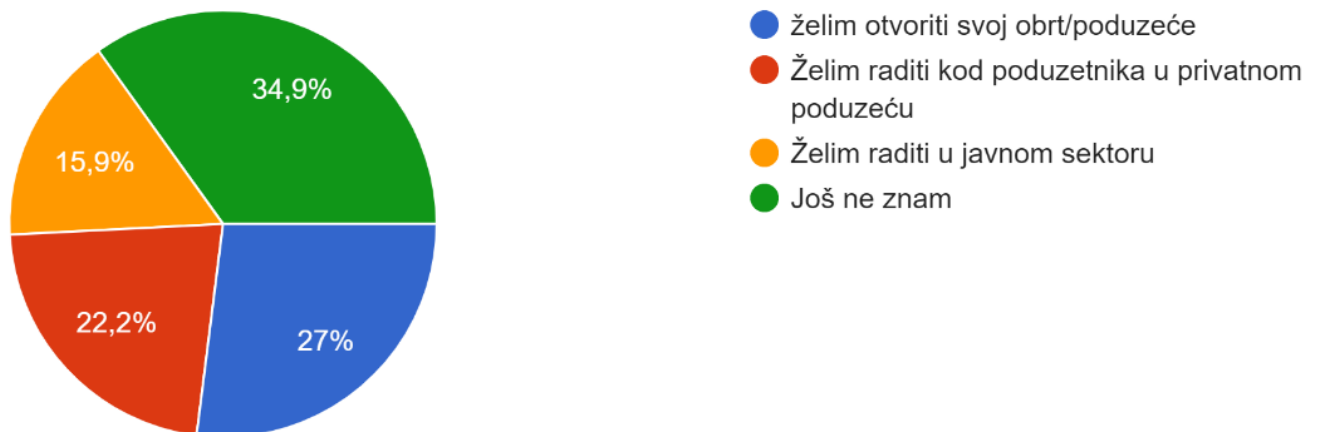 34,9%
15,9%
22,2%
27%
želim otvoriti svoj obrt/poduzeće
Želim raditi kod poduzetnika u privatnom
poduzeću
Želim raditi u javnom sektoru
Još ne znam